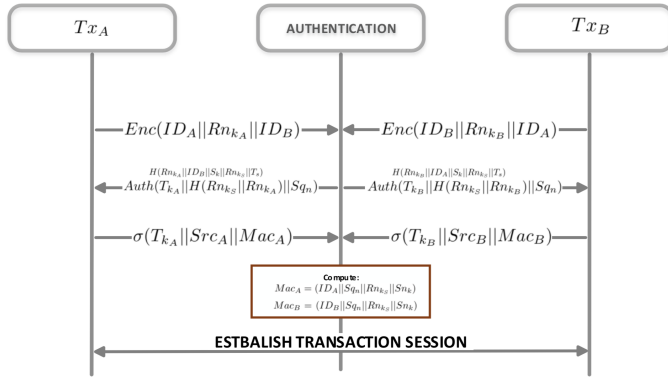 Tx_A
AUTHENTICATION
Tx_B
Enc(ID_A||Rn_{k_A}||ID_B)
Enc(ID_B||Rn_{k_B}||ID_A)
H(Rn_{k_A}||ID_B||S_k||Rn_{k_S}||T_s)
H(Rn_{k_B}||ID_A||S_k||Rn_{k_S}||T_s)
Auth(T_{k_A}||H(Rn_{k_S}||Rn_{k_A})||Sq_n)
Auth(T_{k_B}||H(Rn_{k_S}||Rn_{k_B})||Sq_n)
σ(T_{k_A}||Src_A||Mac_A)
σ(T_{k_B}||Src_B||Mac_B)
Compute:
Mac_A = (ID_A||Sq_n||Rn_{k_S}||Sn_k)
Mac_B = (ID_B||Sq_n||Rn_{k_S}||Sn_k)
ESTBALISH TRANSACTION SESSION